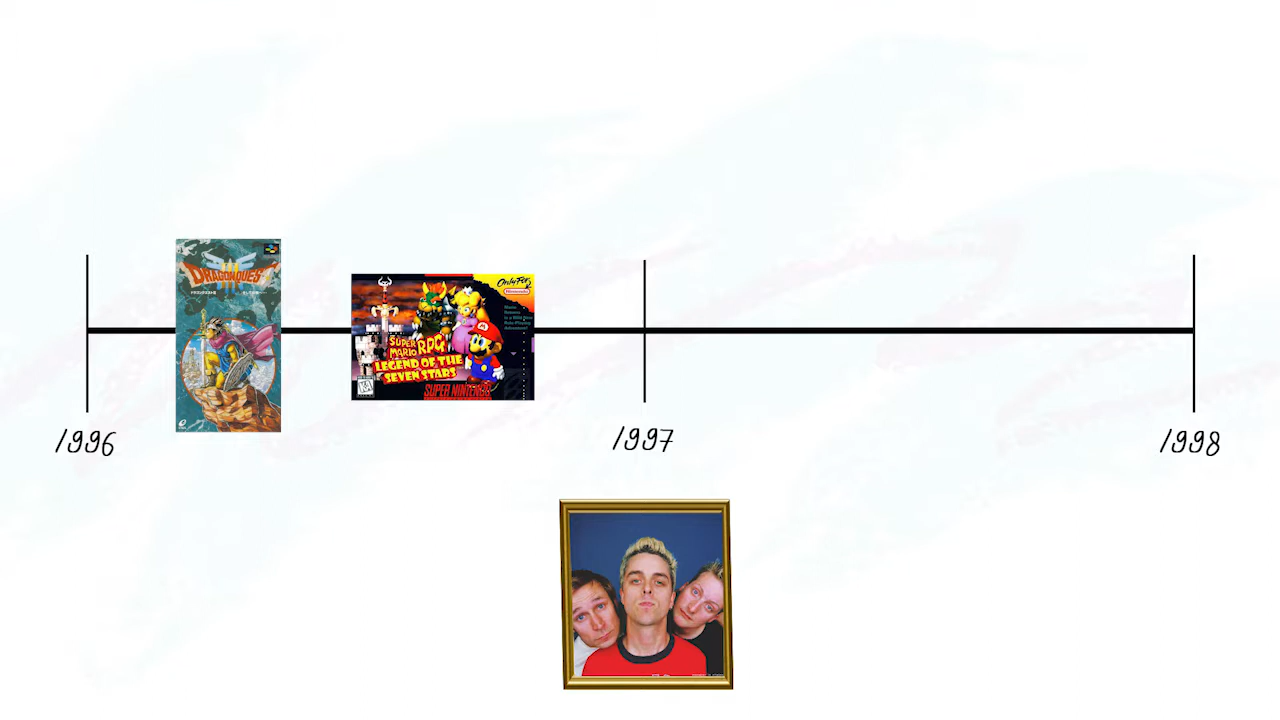 DRAGON QUEST
III
Only For
Nintendo
SUPER
MARIO RPG
LEGEND OF THE
SEVEN STARS
K-A
SUPER NINTENDO
1996
1997
1998